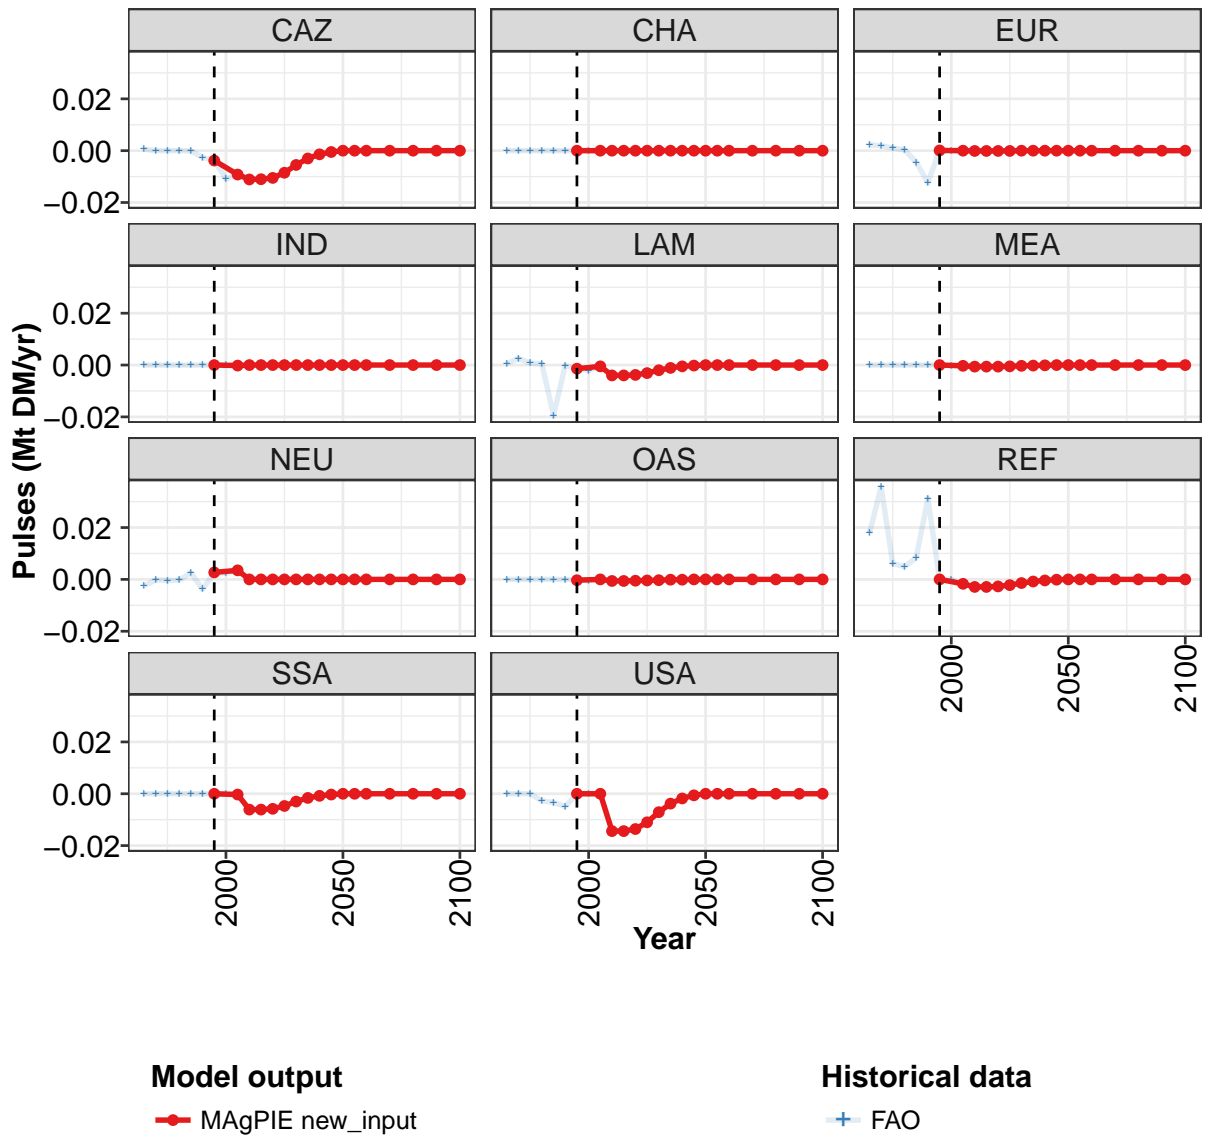 CAZ CHA EUR
0.02
0.00
−0.02
IND LAM MEA
0.02
0.00
−0.02
NEU OAS REF
0.02
0.00
−0.02
2000 2050 2100
SSA USA
0.02
0.00
−0.02
2000 2050 2100 2000 2050 2100
Pulses (Mt DM/yr)
Year
Model output Historical data
MAgPIE new_input FAO